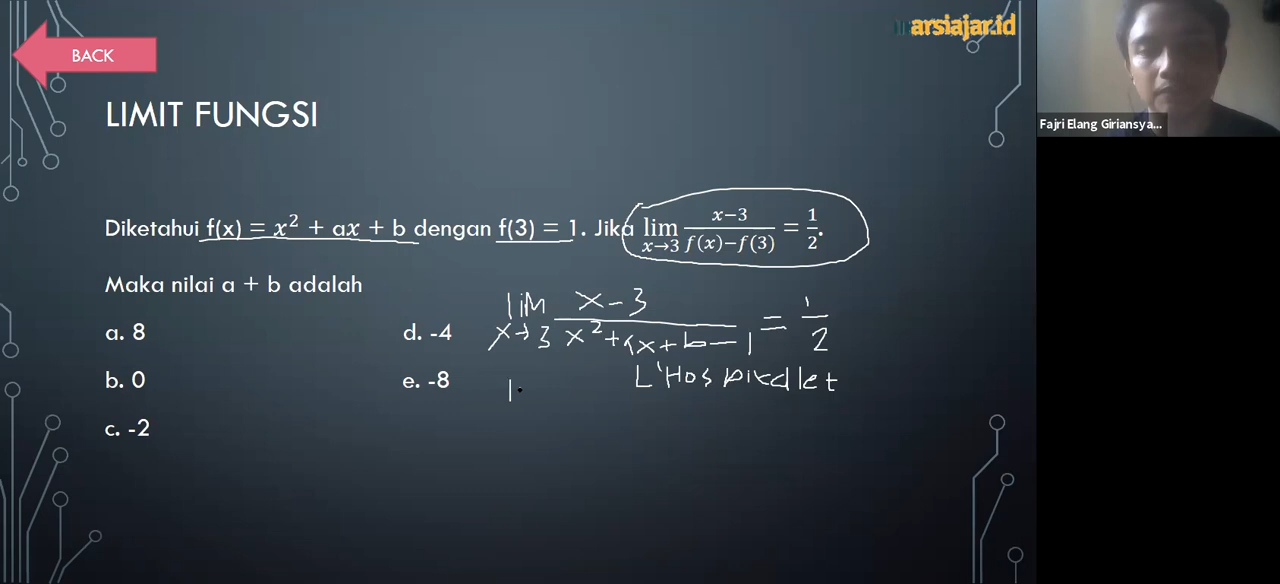 arsiajar.id
BACK
Fajri Elang Giriansya...
LIMIT FUNGSI
Diketahui f(x) = x² + ax + b dengan f(3) = 1. Jika lim x→3 x−3 / f(x)−f(3) = 1/2.
Maka nilai a + b adalah
lim x→3 x − 3 / x² + ax + b − 1 = 1/2
a. 8
d. -4
b. 0
e. -8
L'Hospitallet
c. -2